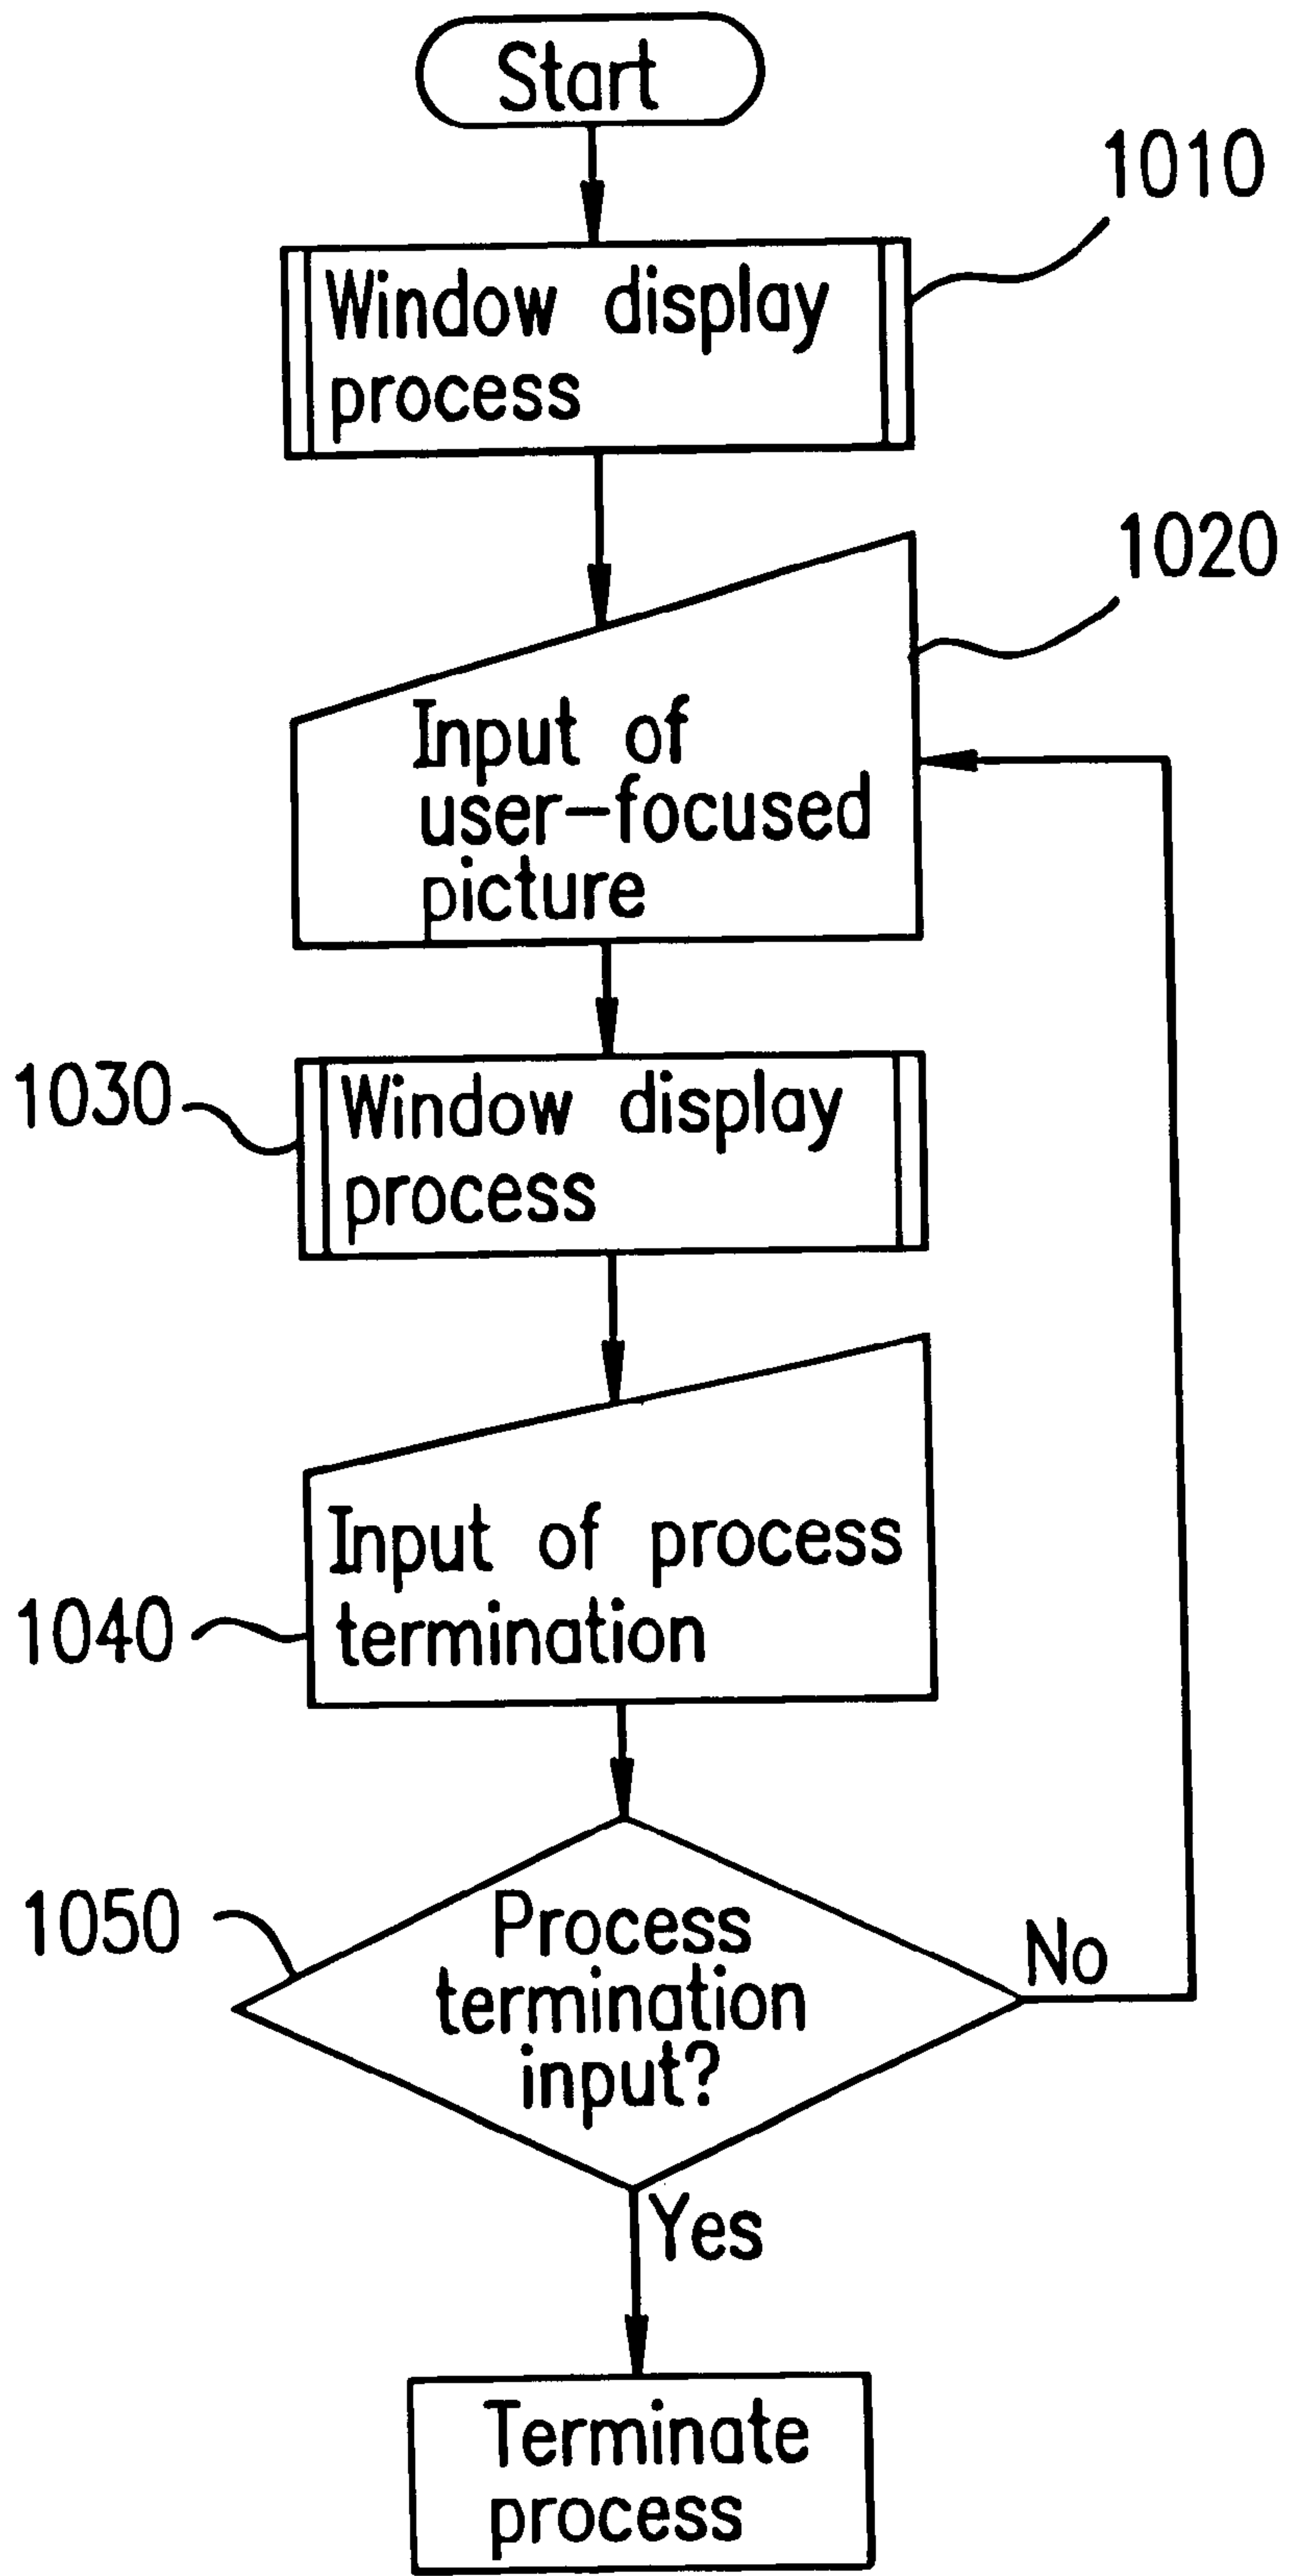 Start
1010
Window display
process
1020
Input of
user-focused
picture
1030
Window display
process
Input of process
1040
termination
1050
Process
termination
input?
No
Yes
Terminate
process